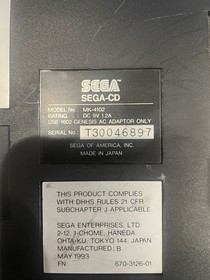 SEGA™
SEGA-CD
MODEL No MK-4102
RATING DC 9V 1.2A
USE 1602 GENESIS AC ADAPTOR ONLY
SERIAL No T30046897
SEGA OF AMERICA, INC.
MADE IN JAPAN
THIS PRODUCT COMPLIES
WITH DHHS RULES 21 CFR
SUBCHAPTER J APPLICABLE.
SEGA ENTERPRISES, LTD.
2-12, 1-CHOME, HANEDA,
OHTA-KU, TOKYO 144, JAPAN
MANUFACTURED: B
MAY 1993
FN 670-3126-01